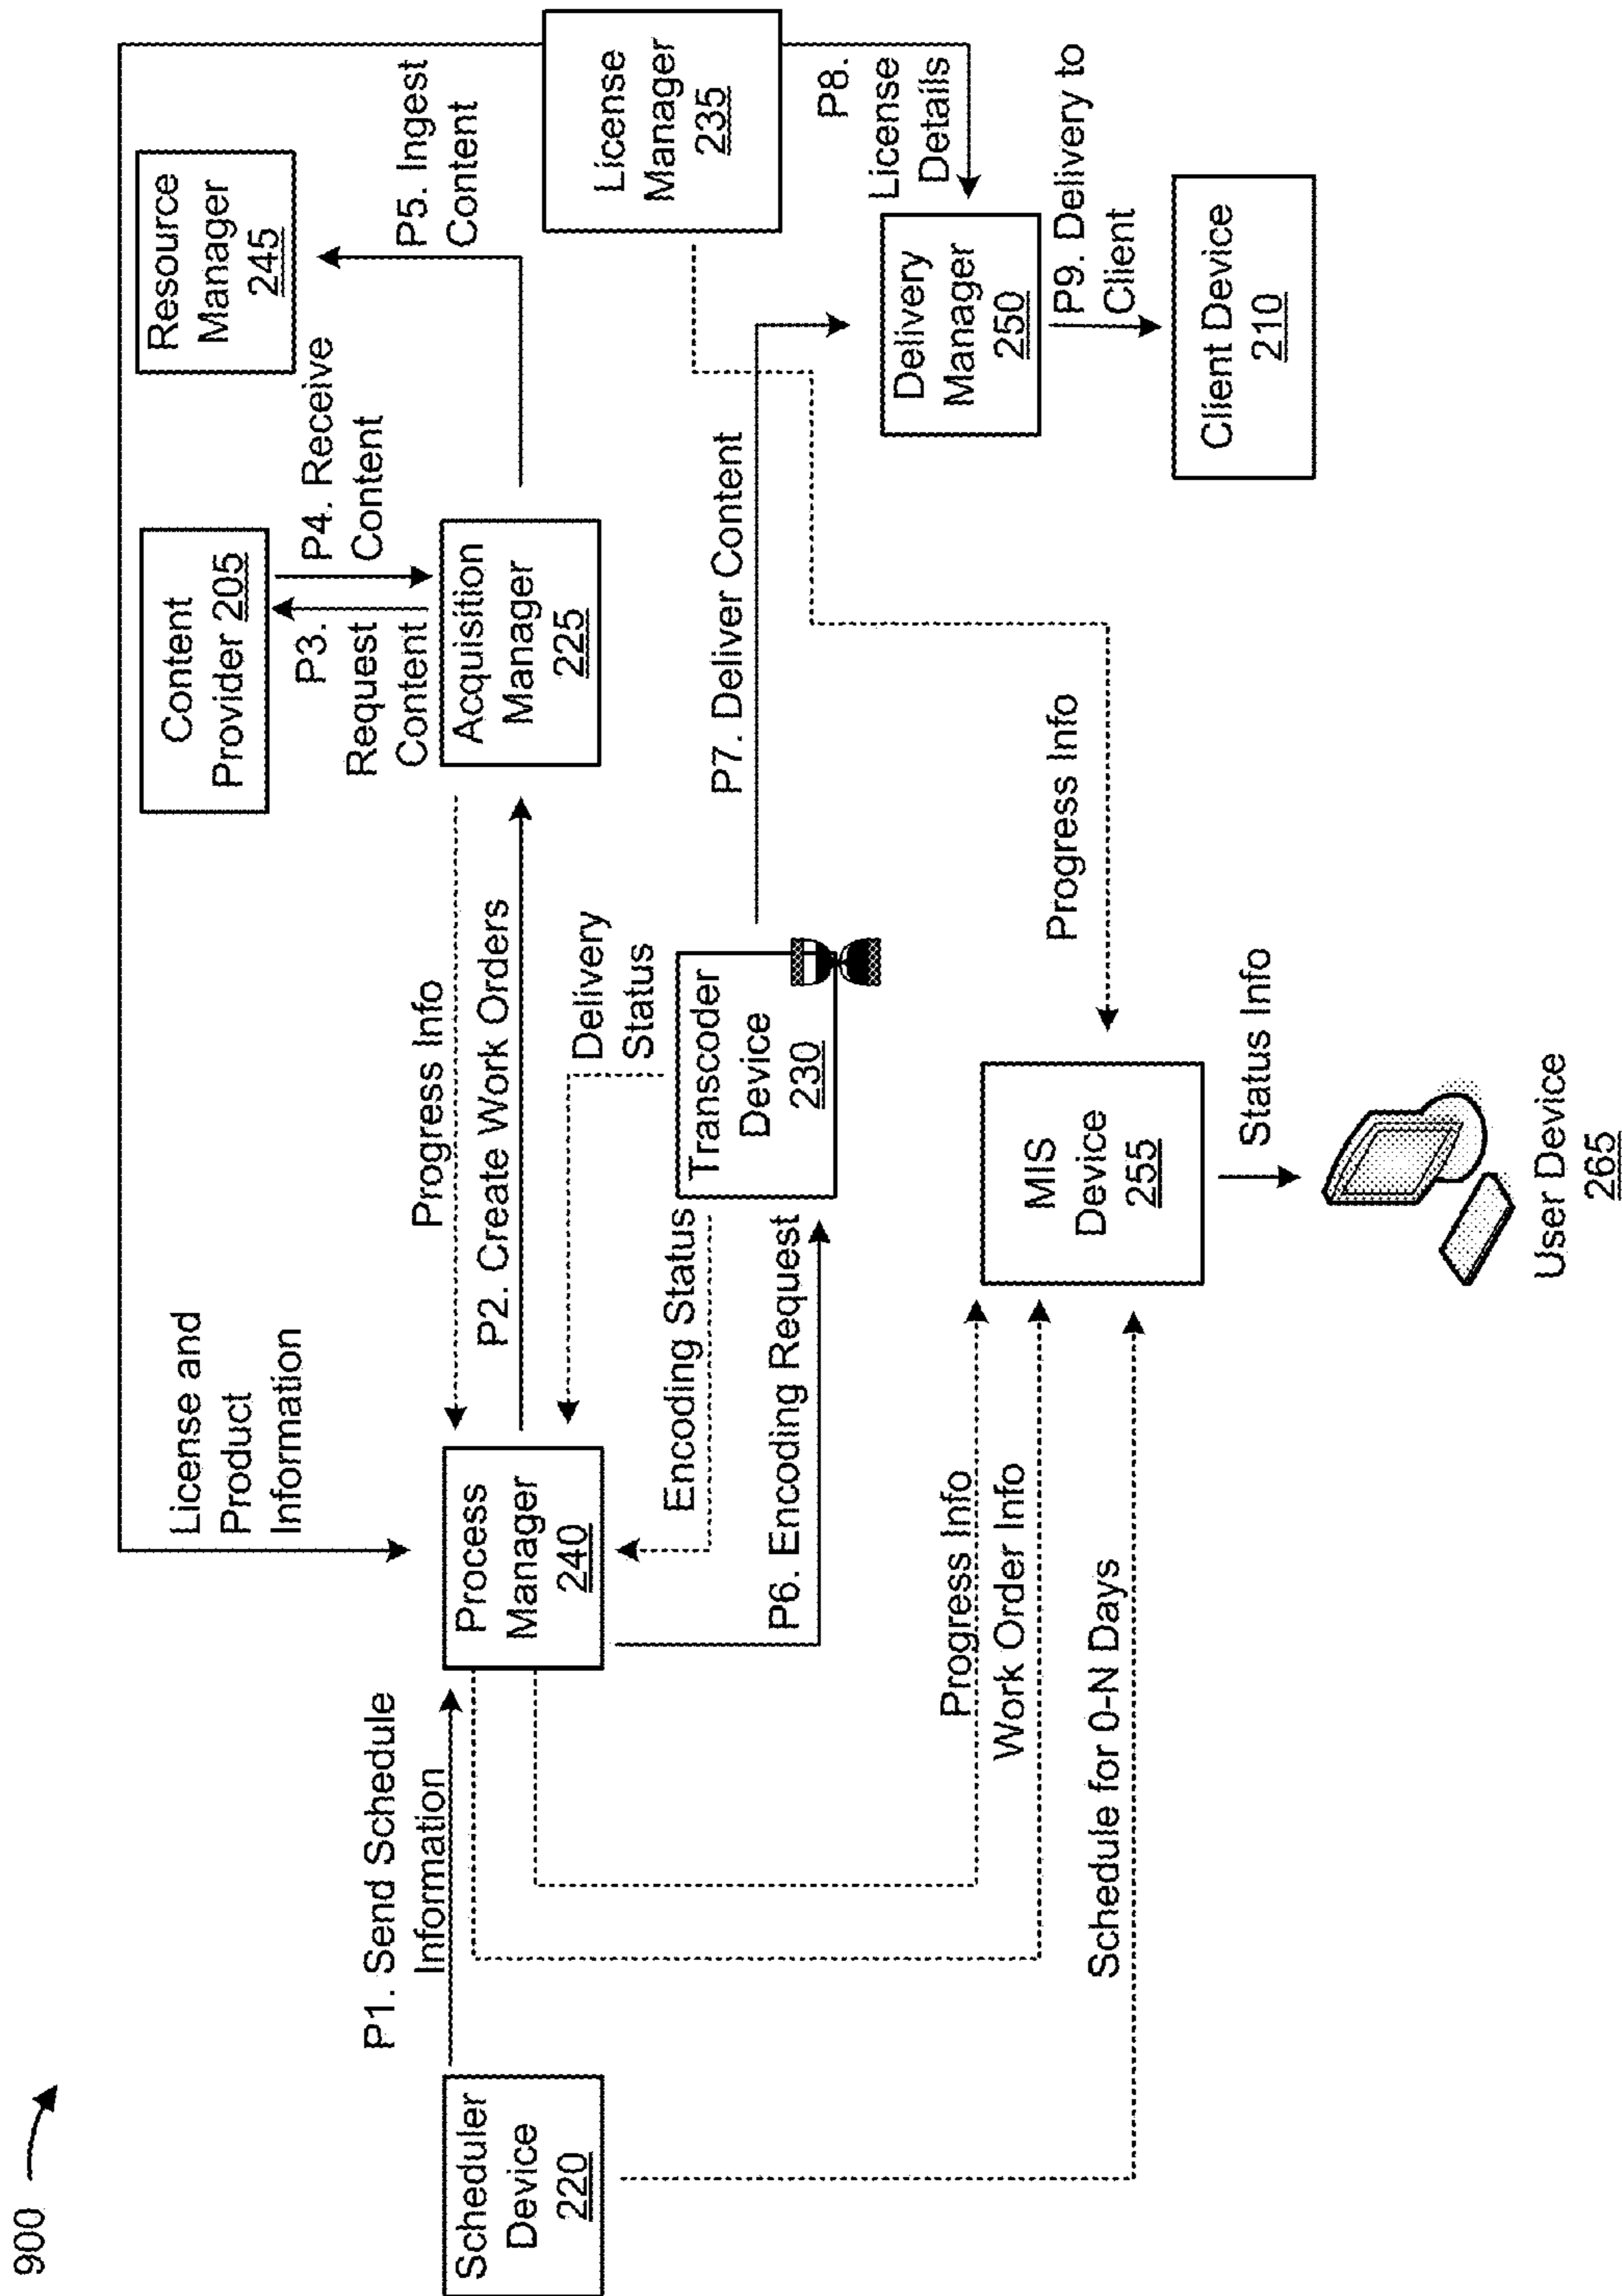 900
License and
Product
Information
Content
Provider 205
Resource
Manager
245
P3.
Request
Content
P4. Receive
Content
P5. Ingest
Content
P1. Send Schedule
Information
Scheduler
Device
220
Process
Manager
240
Progress Info
P2. Create Work Orders
Acquisition
Manager
225
License
Manager
235
Delivery
Status
Encoding Status
P6. Encoding Request
Transcoder
Device
230
P7. Deliver Content
P8.
License
Details
Delivery
Manager
250
P9. Delivery to
Client
Client Device
210
Progress Info
Work Order Info
Schedule for 0-N Days
MIS
Device
255
Progress Info
Status Info
User Device
265